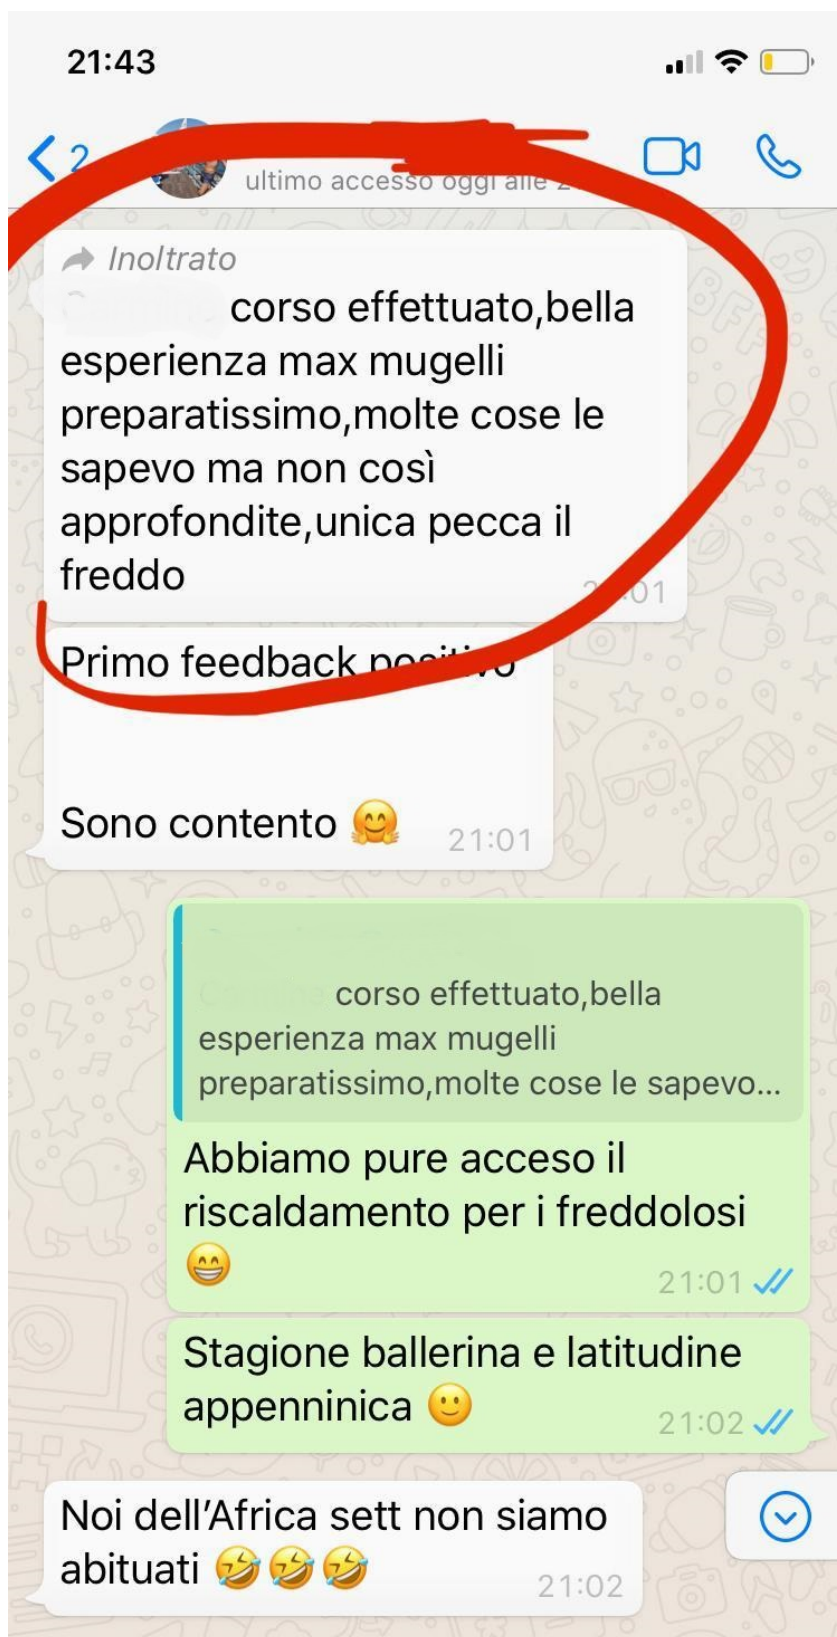 21:43
2
ultimo accesso oggi alle
Inoltrato
corso effettuato,bella
esperienza max mugelli
preparatissimo,molte cose le
sapevo ma non così
approfondite,unica pecca il
freddo
Primo feedback positivo
Sono contento 🤗 21:01
corso effettuato,bella
esperienza max mugelli
preparatissimo,molte cose le sapevo...
Abbiamo pure acceso il
riscaldamento per i freddolosi
😁 21:01
Stagione ballerina e latitudine
appenninica 🙂 21:02
Noi dell'Africa sett non siamo
abituati 🤣🤣🤣 21:02